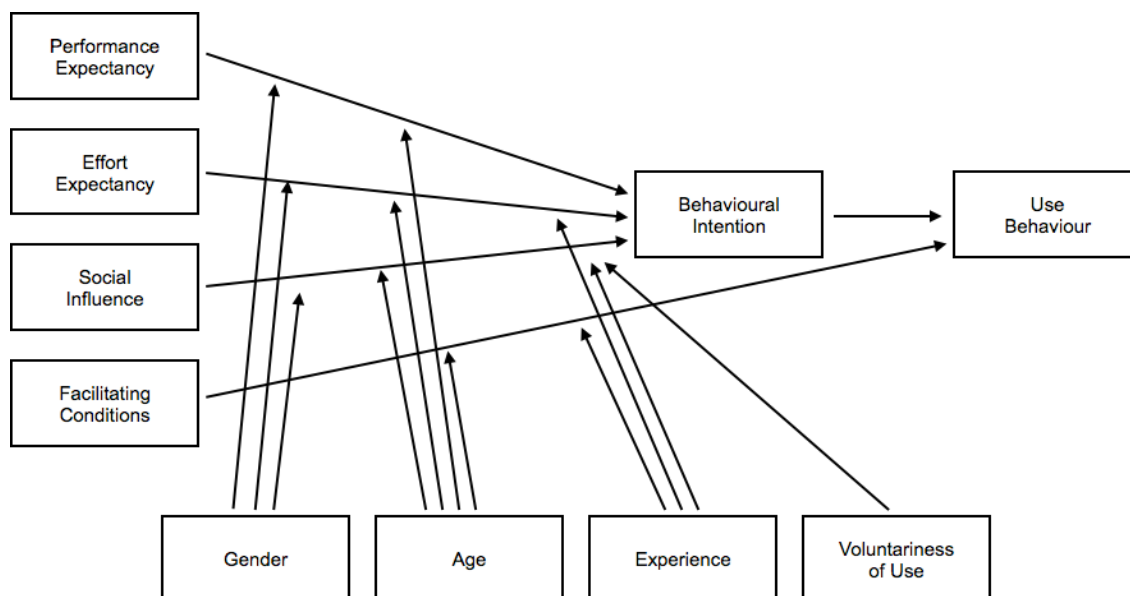 Performance
Expectancy
Effort
Expectancy
Behavioural
Intention
Use
Behaviour
Social
Influence
Facilitating
Conditions
Gender
Age
Experience
Voluntariness
of Use